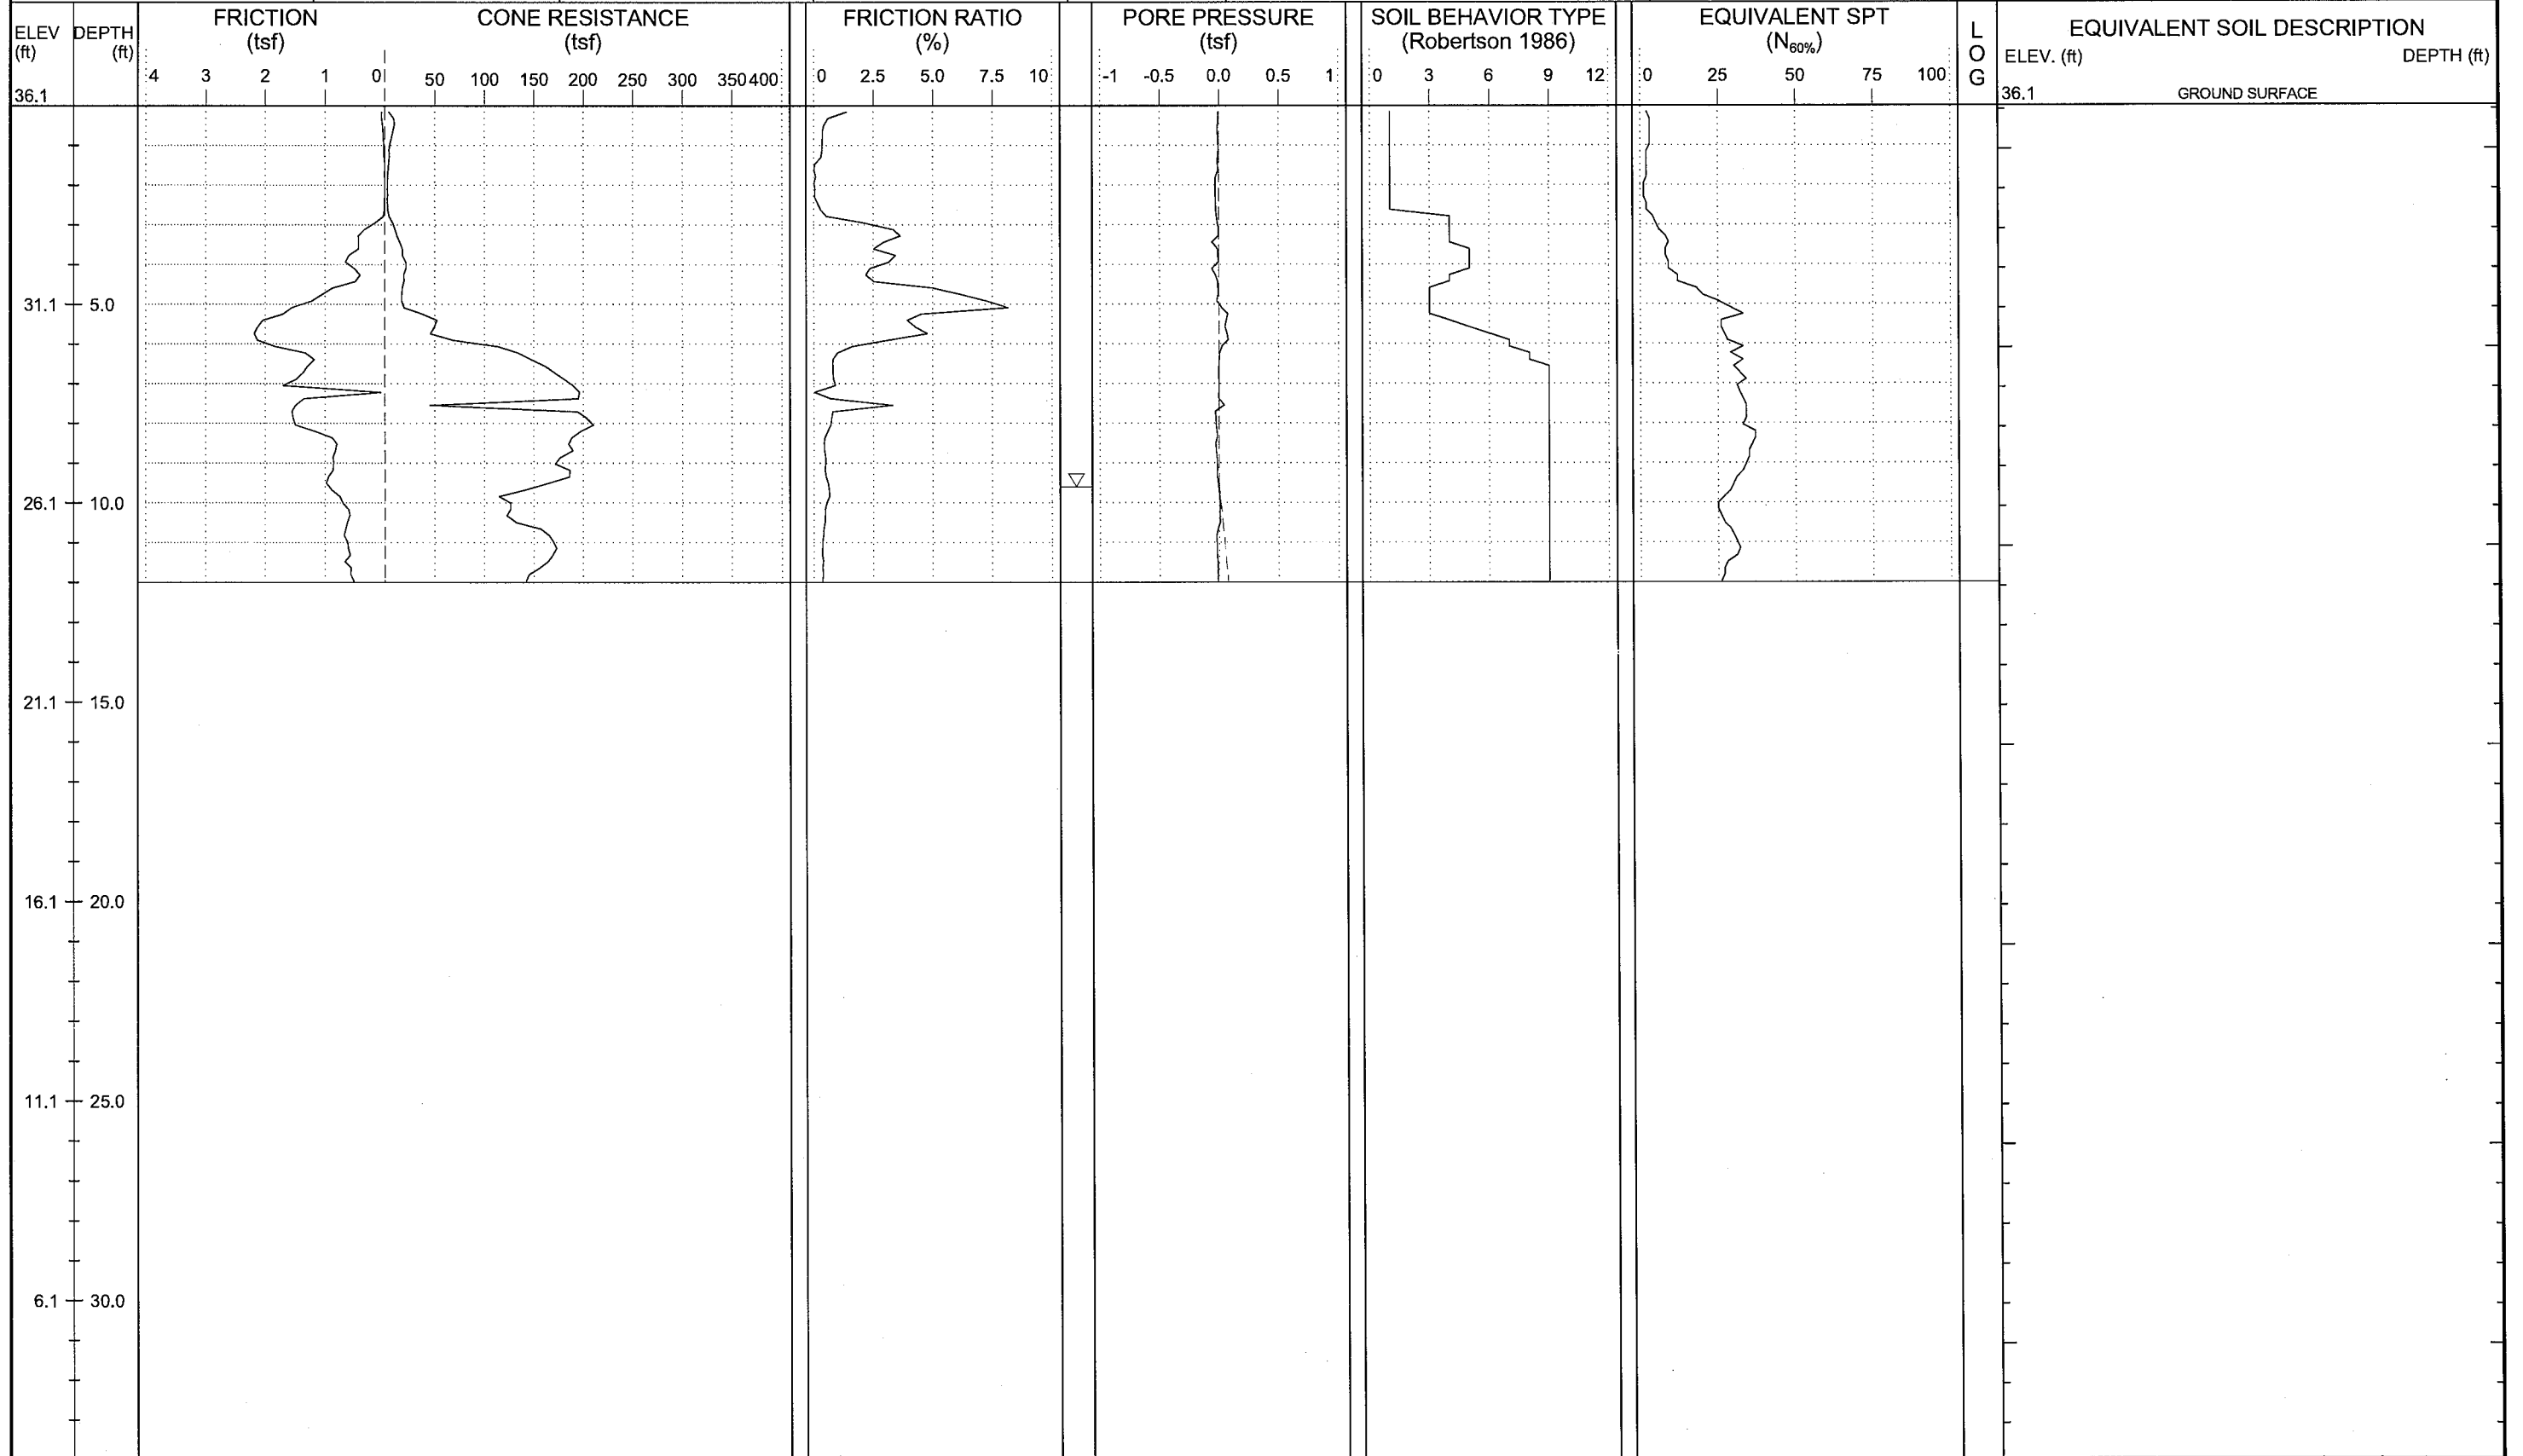 ELEV
(ft)
36.1
DEPTH
(ft)
FRICTION
(tsf)
4 3 2 1 0
CONE RESISTANCE
(tsf)
50 100 150 200 250 300 350 400
FRICTION RATIO
(%)
0 2.5 5.0 7.5 10
PORE PRESSURE
(tsf)
-1 -0.5 0.0 0.5 1
SOIL BEHAVIOR TYPE
(Robertson 1986)
0 3 6 9 12
EQUIVALENT SPT
(N60%)
0 25 50 75 100
L
O
G
EQUIVALENT SOIL DESCRIPTION
ELEV. (ft) DEPTH (ft)
36.1 GROUND SURFACE
31.1 5.0
26.1 10.0
21.1 15.0
16.1 20.0
11.1 25.0
6.1 30.0